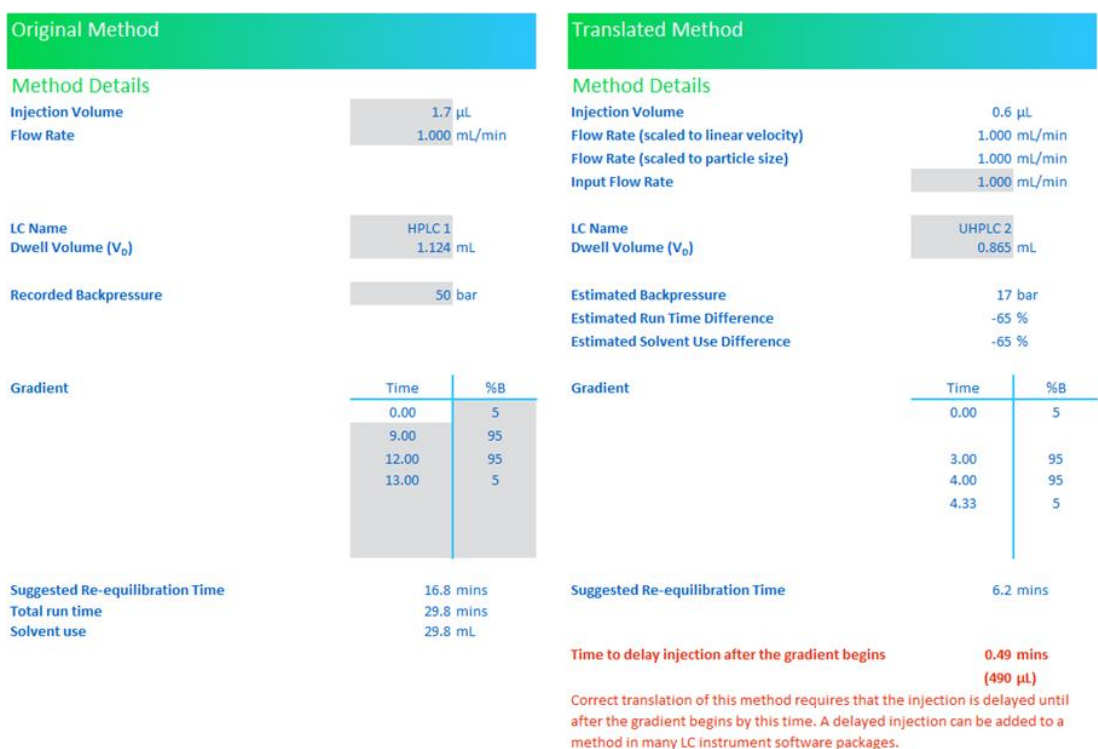 Original Method
Method Details
Injection Volume 1.7 µL
Flow Rate 1.000 mL/min
LC Name HPLC 1
Dwell Volume (VD) 1.124 mL
Recorded Backpressure 50 bar
Gradient Time %B
0.00 5
9.00 95
12.00 95
13.00 5
Suggested Re-equilibration Time 16.8 mins
Total run time 29.8 mins
Solvent use 29.8 mL
Translated Method
Method Details
Injection Volume 0.6 µL
Flow Rate (scaled to linear velocity) 1.000 mL/min
Flow Rate (scaled to particle size) 1.000 mL/min
Input Flow Rate 1.000 mL/min
LC Name UHPLC 2
Dwell Volume (VD) 0.865 mL
Estimated Backpressure 17 bar
Estimated Run Time Difference -65 %
Estimated Solvent Use Difference -65 %
Gradient Time %B
0.00 5
3.00 95
4.00 95
4.33 5
Suggested Re-equilibration Time 6.2 mins
Time to delay injection after the gradient begins 0.49 mins
(490 µL)
Correct translation of this method requires that the injection is delayed until
after the gradient begins by this time. A delayed injection can be added to a
method in many LC instrument software packages.